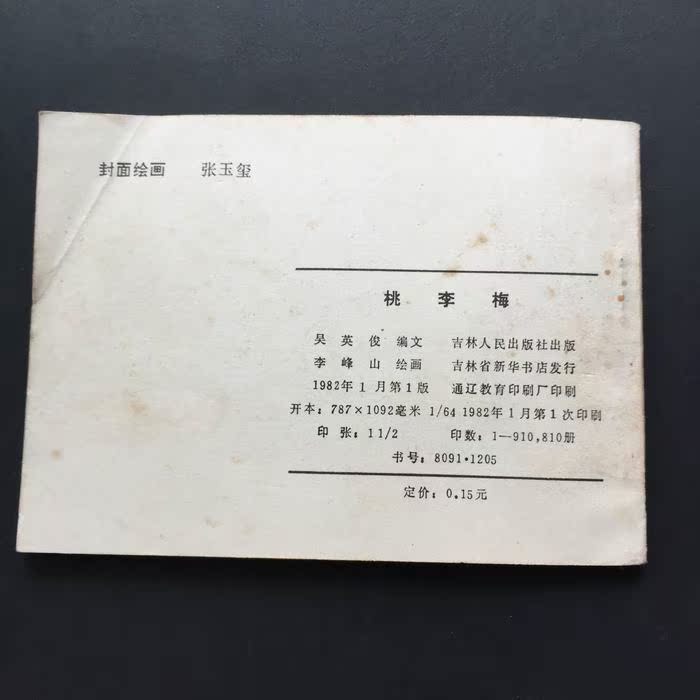 封面绘画 张玉玺
桃李梅
吴英俊 编文 吉林人民出版社出版
李峰山 绘画 吉林省新华书店发行
1982年1月第1版 通辽教育印刷厂印刷
开本：787×1092毫米 1/64 1982年1月第1次印刷
印张：11/2 印数：1—910,810册
书号：8091·1205
定价：0.15元